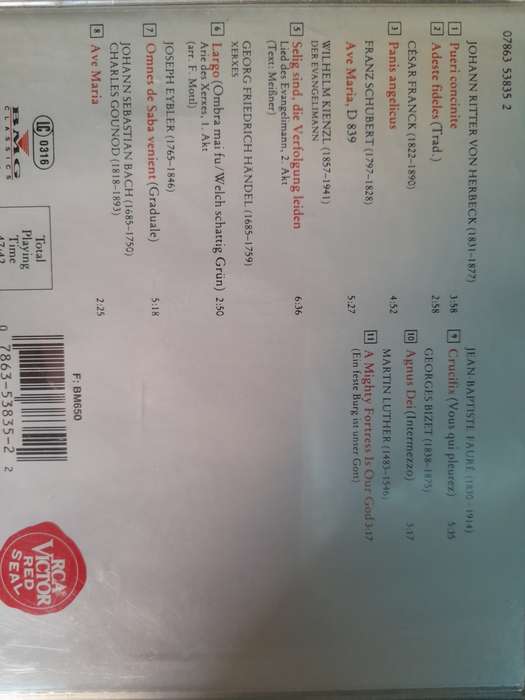 07863 53835 2
JOHANN RITTER VON HERBECK (1831–1877)
1 Pueri concinite 3:58
2 Adeste fideles (Trad.) 2:58
CÉSAR FRANCK (1822–1890)
3 Panis angelicus 4:52
FRANZ SCHUBERT (1797–1828)
Ave Maria, D 839 5:27
WILHELM KIENZL (1857–1941)
DER EVANGELIMANN
5 Selig sind, die Verfolgung leiden 6:36
Lied des Evangelimann, 2. Akt
(Text: Meißner)
GEORG FRIEDRICH HÄNDEL (1685–1759)
XERXES
6 Largo (Ombra mai fu/Welch schattig Grün) 2:50
Arie des Xerxes, 1. Akt
(arr. F. Mottl)
JOSEPH EYBLER (1765–1846)
7 Omnes de Saba venient (Graduale) 5:18
JOHANN SEBASTIAN BACH (1685–1750)
CHARLES GOUNOD (1818–1893)
8 Ave Maria 2:25
JEAN-BAPTISTE FAURÉ (1830–1914)
9 Crucifix (Vous qui pleurez) 5:35
GEORGES BIZET (1838–1875)
10 Agnus Dei (Intermezzo) 3:17
MARTIN LUTHER (1483–1546)
11 A Mighty Fortress Is Our God 3:17
(Ein feste Burg ist unser Gott)
LC 0316
BMG
CLASSICS
Total
Playing
Time
47:42
F: BM650
0 7863-53835-2 2
RCA
VICTOR
RED
SEAL